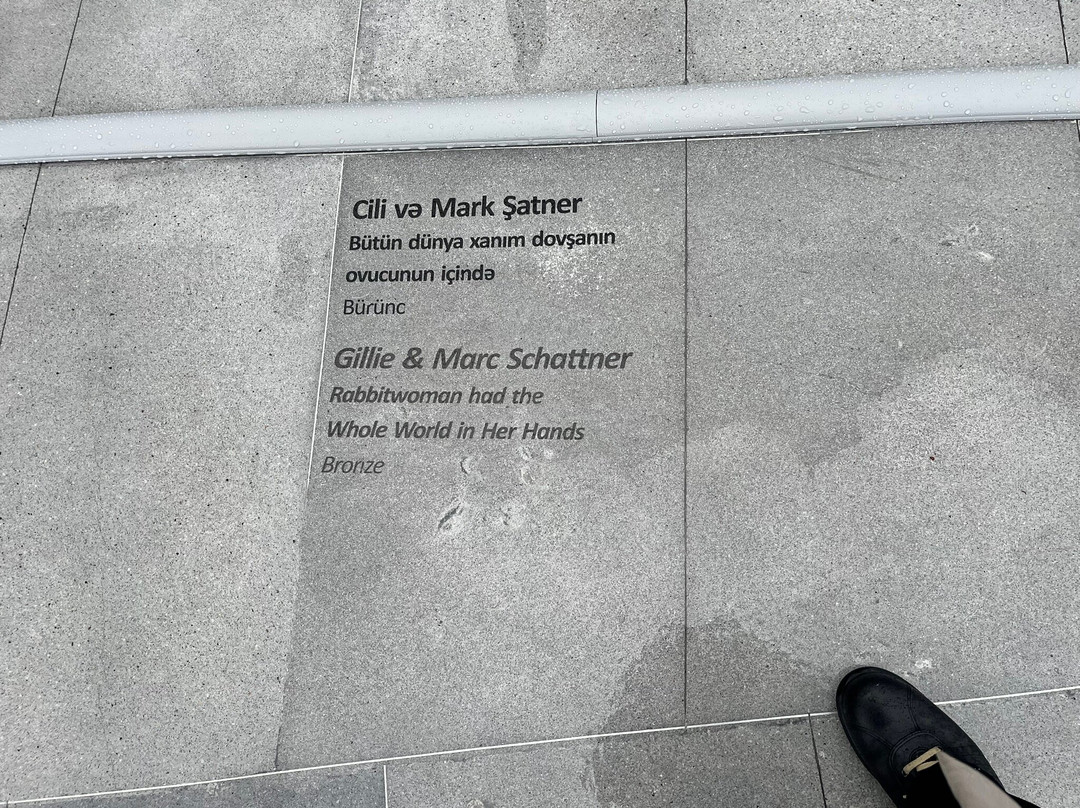 Cili və Mark Şatner
Bütün dünya xanım dovşanın
ovucunun içində
Bürünc
Gillie & Marc Schattner
Rabbitwoman had the
Whole World in Her Hands
Bronze